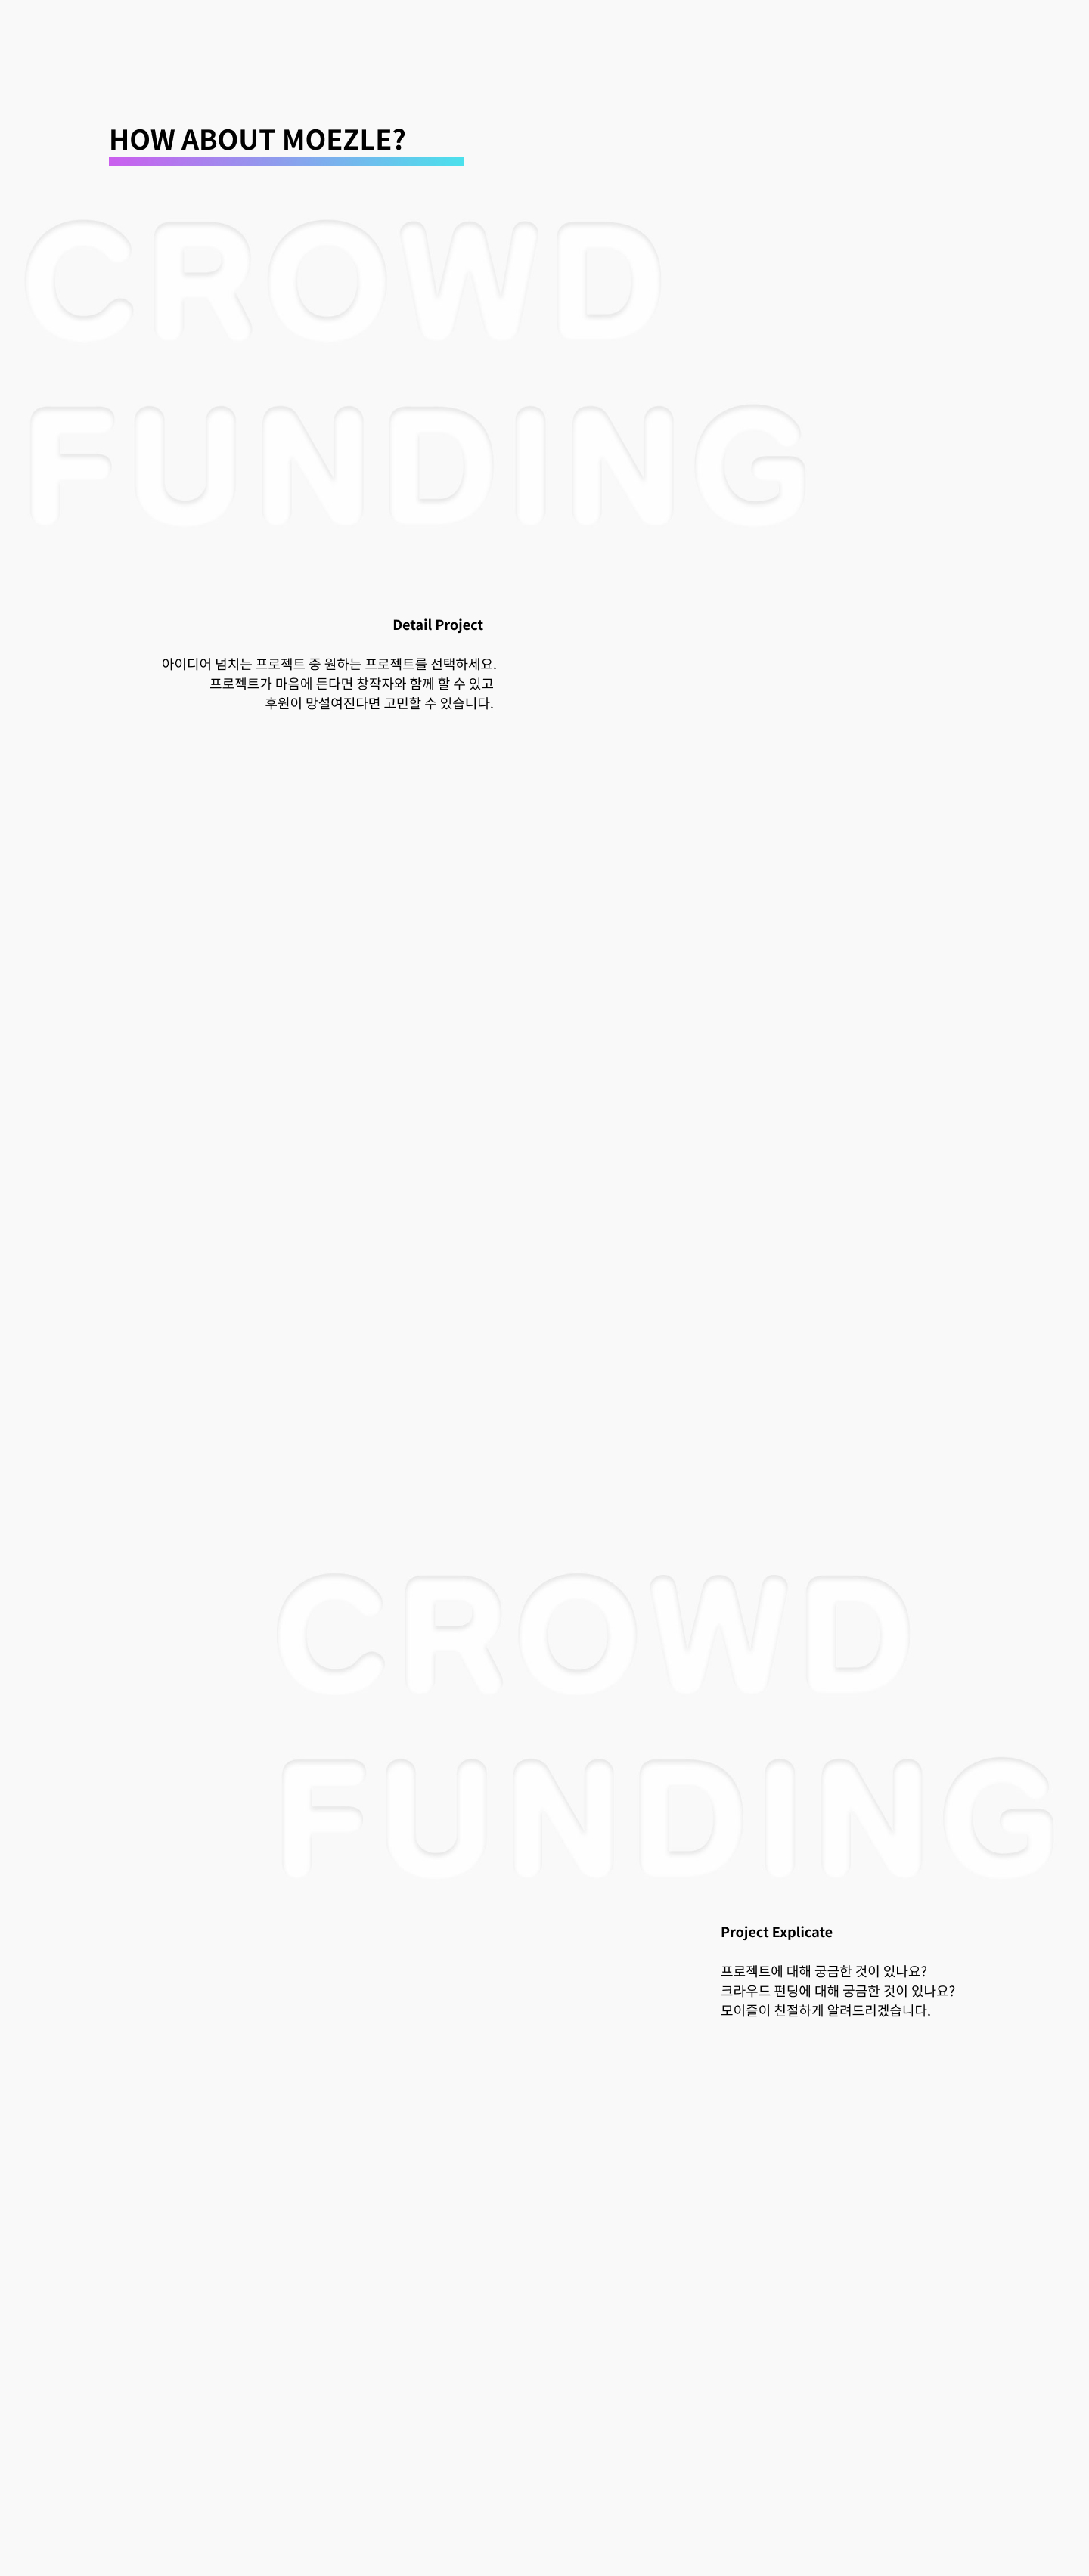 HOW ABOUT MOEZLE?
CROWD
FUNDING
Detail Project
아이디어 넘치는 프로젝트 중 원하는 프로젝트를 선택하세요.
프로젝트가 마음에 든다면 창작자와 함께 할 수 있고
후원이 망설여진다면 고민할 수 있습니다.
CROWD
FUNDING
Project Explicate
프로젝트에 대해 궁금한 것이 있나요?
크라우드 펀딩에 대해 궁금한 것이 있나요?
모이즐이 친절하게 알려드리겠습니다.